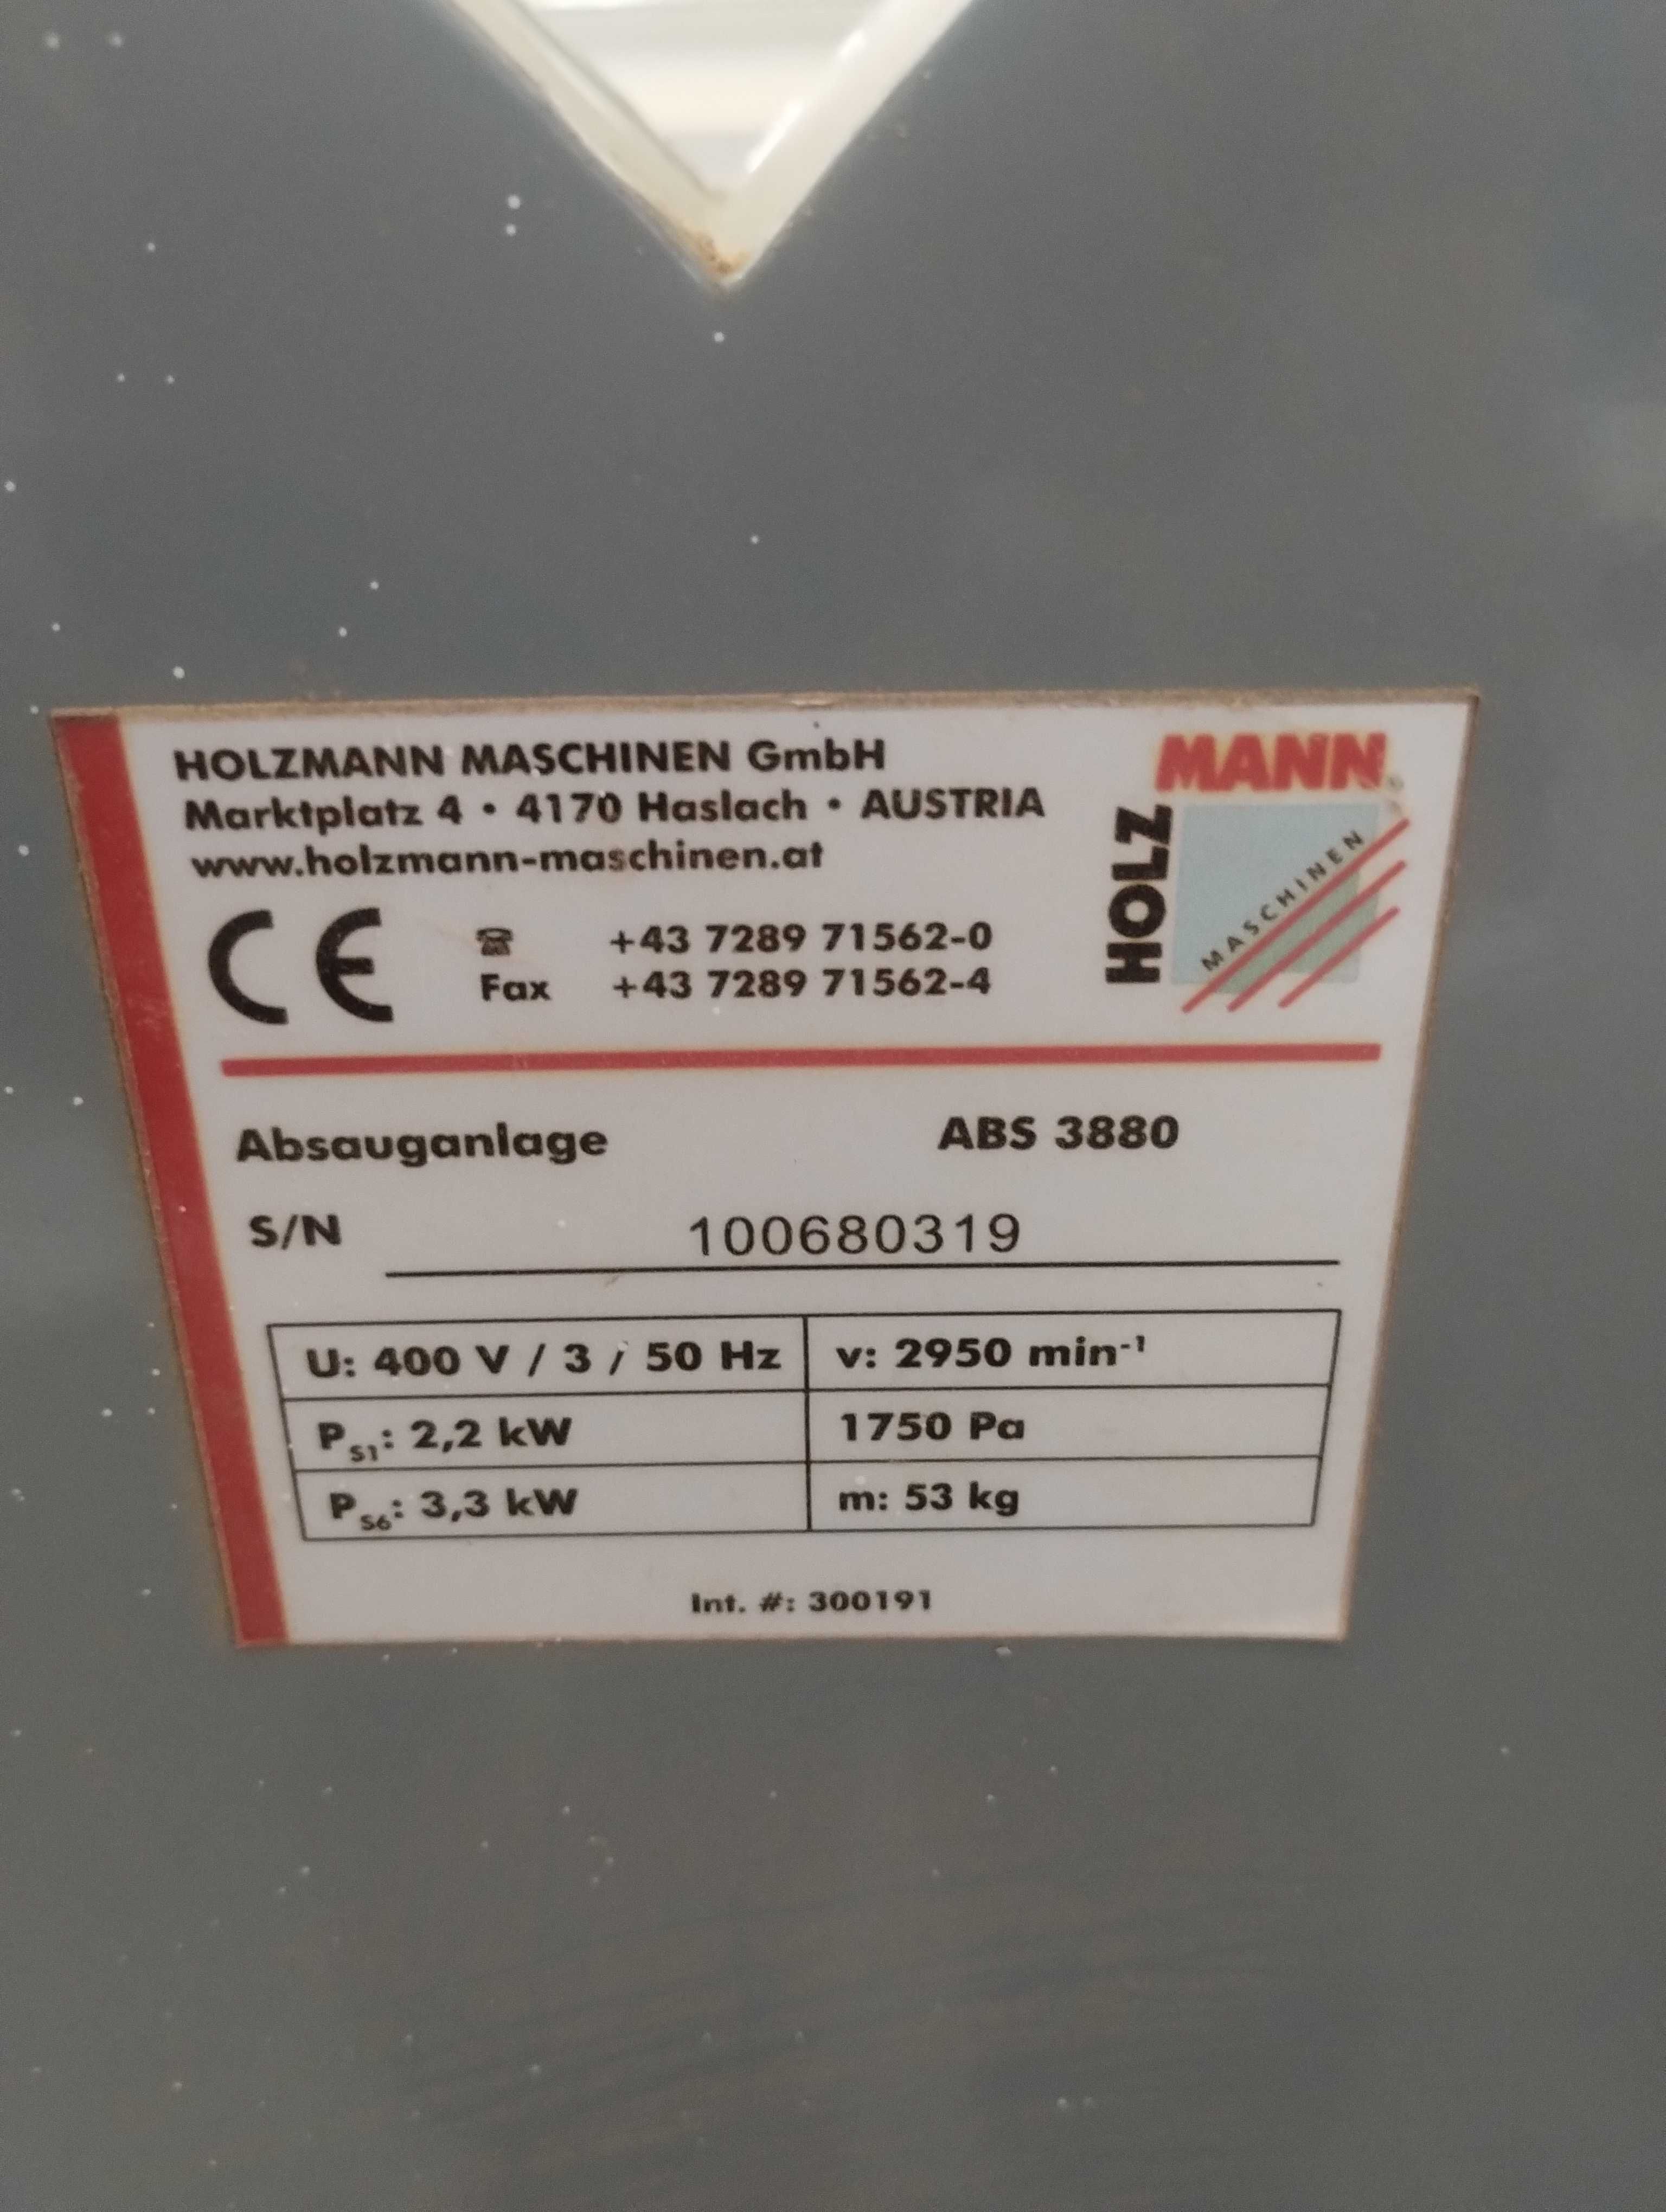 HOLZMANN MASCHINEN GmbH
Marktplatz 4 • 4170 Haslach • AUSTRIA
www.holzmann-maschinen.at
HOLZ
MANN®
MASCHINEN
CE
☎ +43 7289 71562-0
Fax +43 7289 71562-4
Absauganlage ABS 3880
S/N 100680319
U: 400 V / 3 / 50 Hz v: 2950 min⁻¹
PS1: 2,2 kW 1750 Pa
PS6: 3,3 kW m: 53 kg
Int. #: 300191